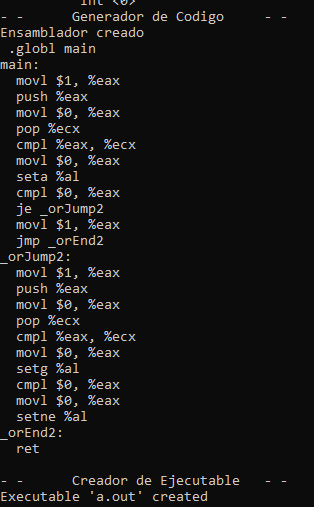 int <0>
- -      Generador de Codigo     - -
Ensamblador creado
 .globl main
main:
  movl $1, %eax
  push %eax
  movl $0, %eax
  pop %ecx
  cmpl %eax, %ecx
  movl $0, %eax
  seta %al
  cmpl $0, %eax
  je _orJump2
  movl $1, %eax
  jmp _orEnd2
_orJump2:
  movl $1, %eax
  push %eax
  movl $0, %eax
  pop %ecx
  cmpl %eax, %ecx
  movl $0, %eax
  setg %al
  cmpl $0, %eax
  movl $0, %eax
  setne %al
_orEnd2:
  ret
- -      Creador de Ejecutable   - -
Executable 'a.out' created